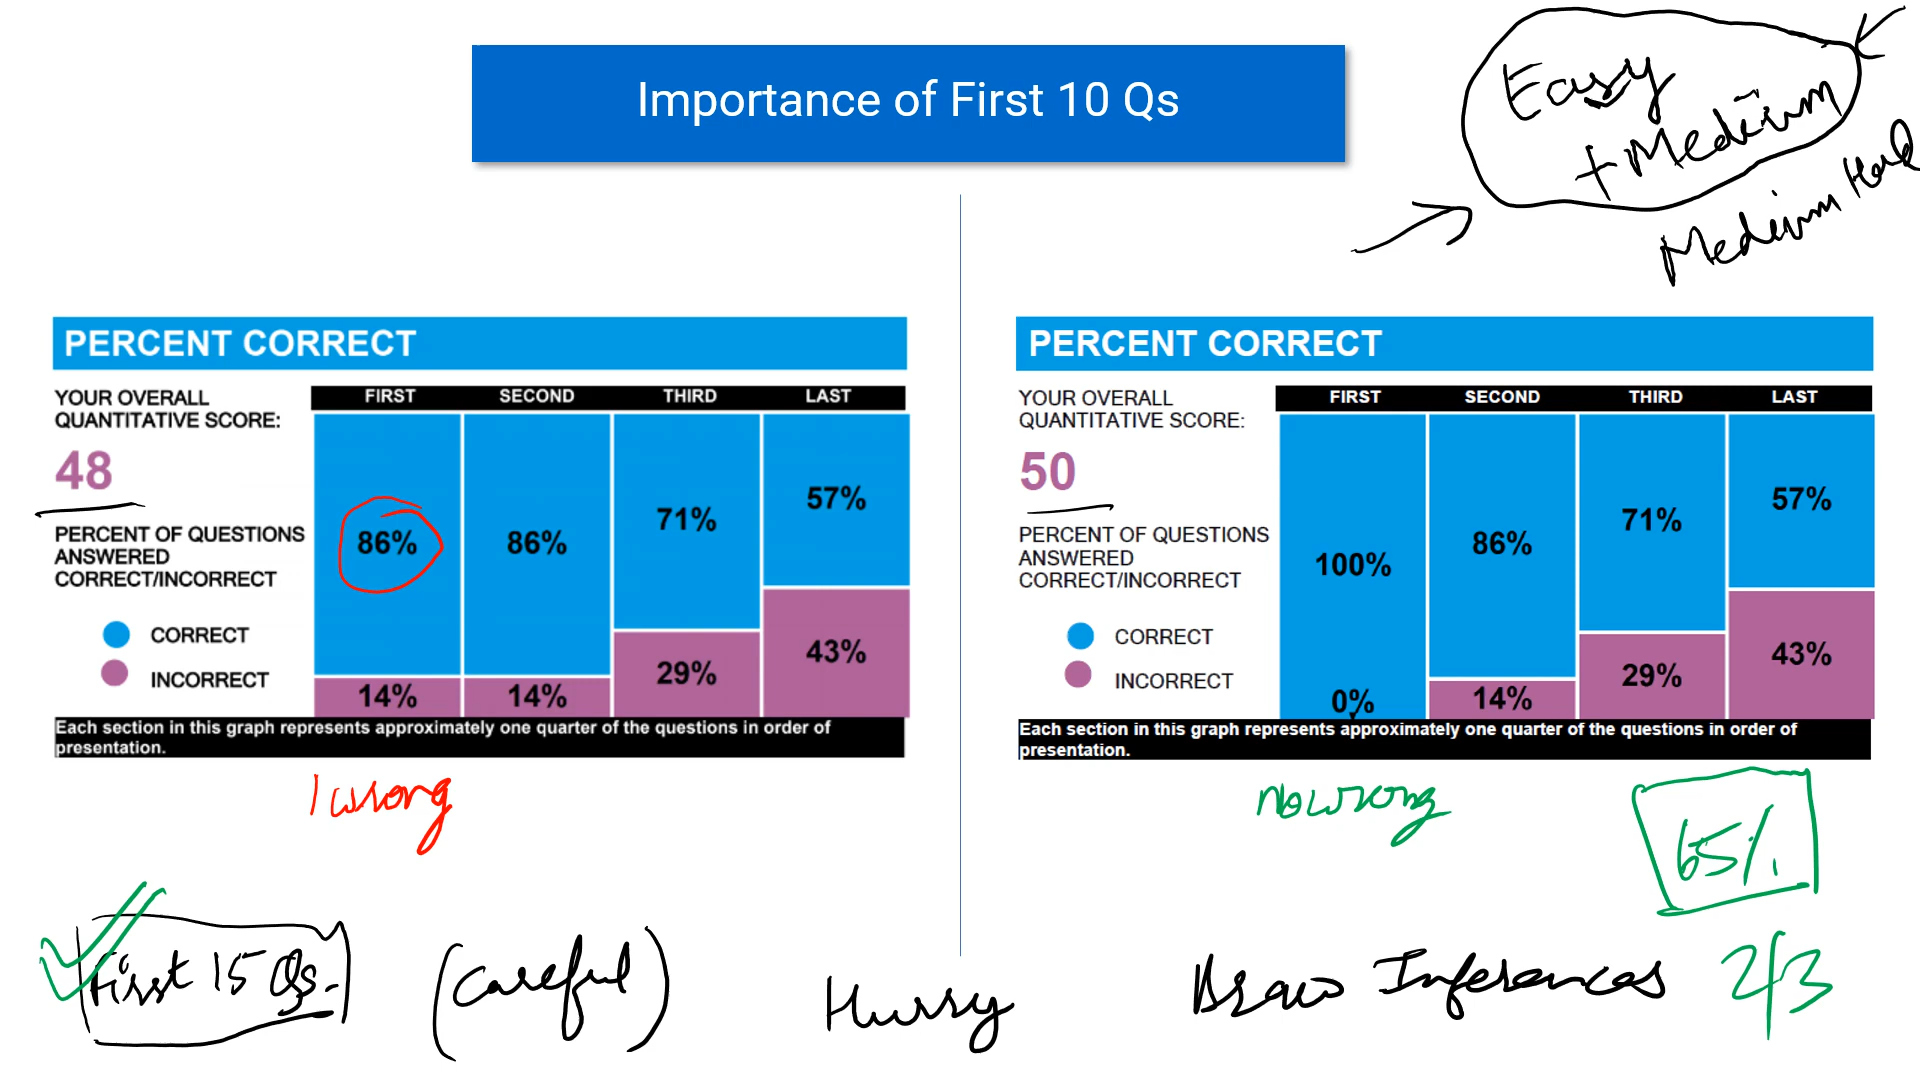 Importance of First 10 Qs
Easy
+ Medium
Medium Hard
PERCENT CORRECT
YOUR OVERALL
QUANTITATIVE SCORE:
48
PERCENT OF QUESTIONS
ANSWERED
CORRECT/INCORRECT
CORRECT
INCORRECT
FIRST SECOND THIRD LAST
86% 86% 71% 57%
14% 14% 29% 43%
Each section in this graph represents approximately one quarter of the questions in order of
presentation.
1 wrong
PERCENT CORRECT
YOUR OVERALL
QUANTITATIVE SCORE:
50
PERCENT OF QUESTIONS
ANSWERED
CORRECT/INCORRECT
CORRECT
INCORRECT
FIRST SECOND THIRD LAST
100% 86% 71% 57%
0% 14% 29% 43%
Each section in this graph represents approximately one quarter of the questions in order of
presentation.
No wrong
65%.
First 15 Qs.
(Careful)
Hurry
Draw Inferences
2/3